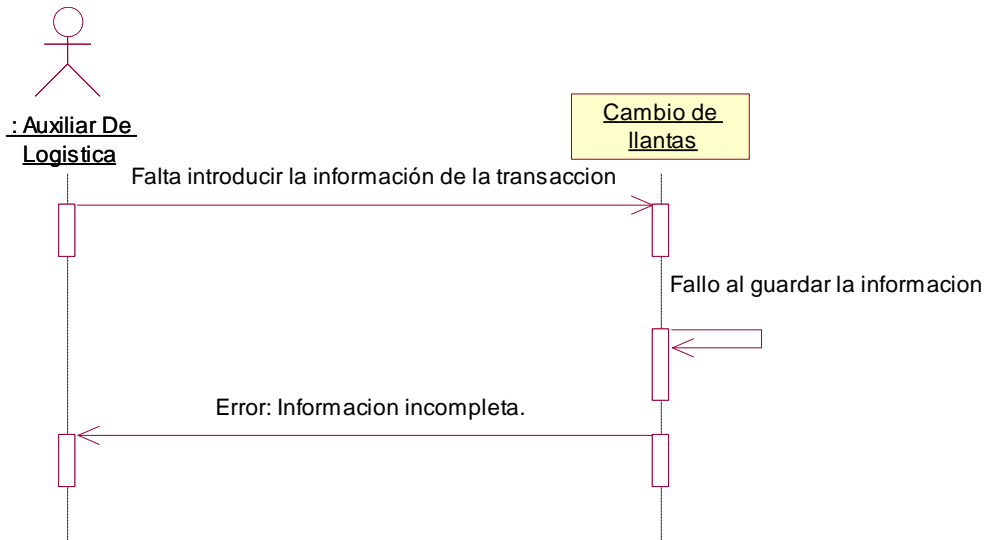 : Auxiliar De
Logistica
Cambio de
llantas
Falta introducir la información de la transaccion
Fallo al guardar la informacion
Error: Informacion incompleta.